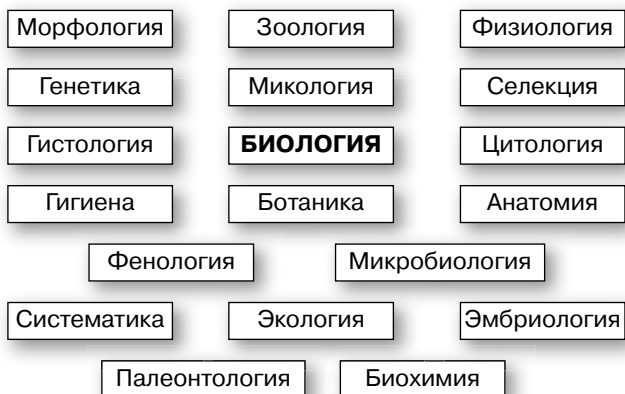 Морфология Зоология Физиология
Генетика Микология Селекция
Гистология БИОЛОГИЯ Цитология
Гигиена Ботаника Анатомия
Фенология Микробиология
Систематика Экология Эмбриология
Палеонтология Биохимия